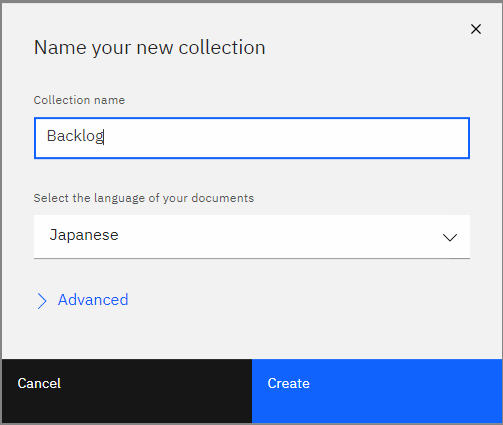 Name your new collection
Collection name
Backlog
Select the language of your documents
Japanese
Advanced
Cancel
Create